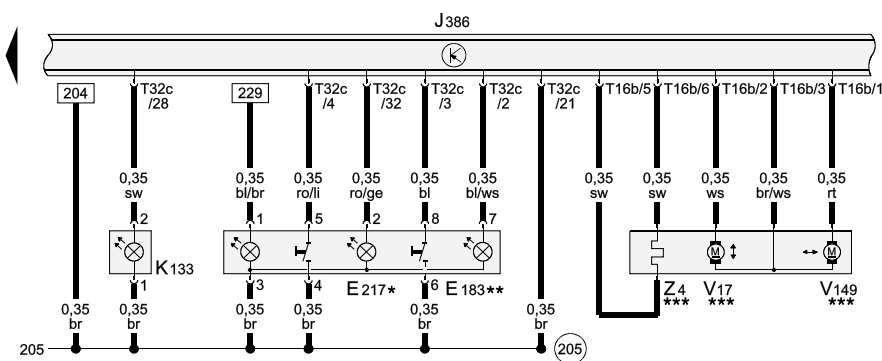 J386
204
T32c
/28
229
T32c
/4
T32c
/32
T32c
/3
T32c
/2
T32c
/21
T16b/5
T16b/6
T16b/2
T16b/3
T16b/1
0,35
sw
0,35
bl/br
0,35
ro/li
0,35
ro/ge
0,35
bl
0,35
bl/ws
0,35
sw
0,35
sw
0,35
ws
0,35
br/ws
0,35
rt
2
1
5
2
8
7
M
M
K133
1
3
4
E217*
6
E183**
Z4
***
V17
***
V149
***
0,35
br
0,35
br
0,35
br
0,35
br
0,35
br
0,35
br
205
205